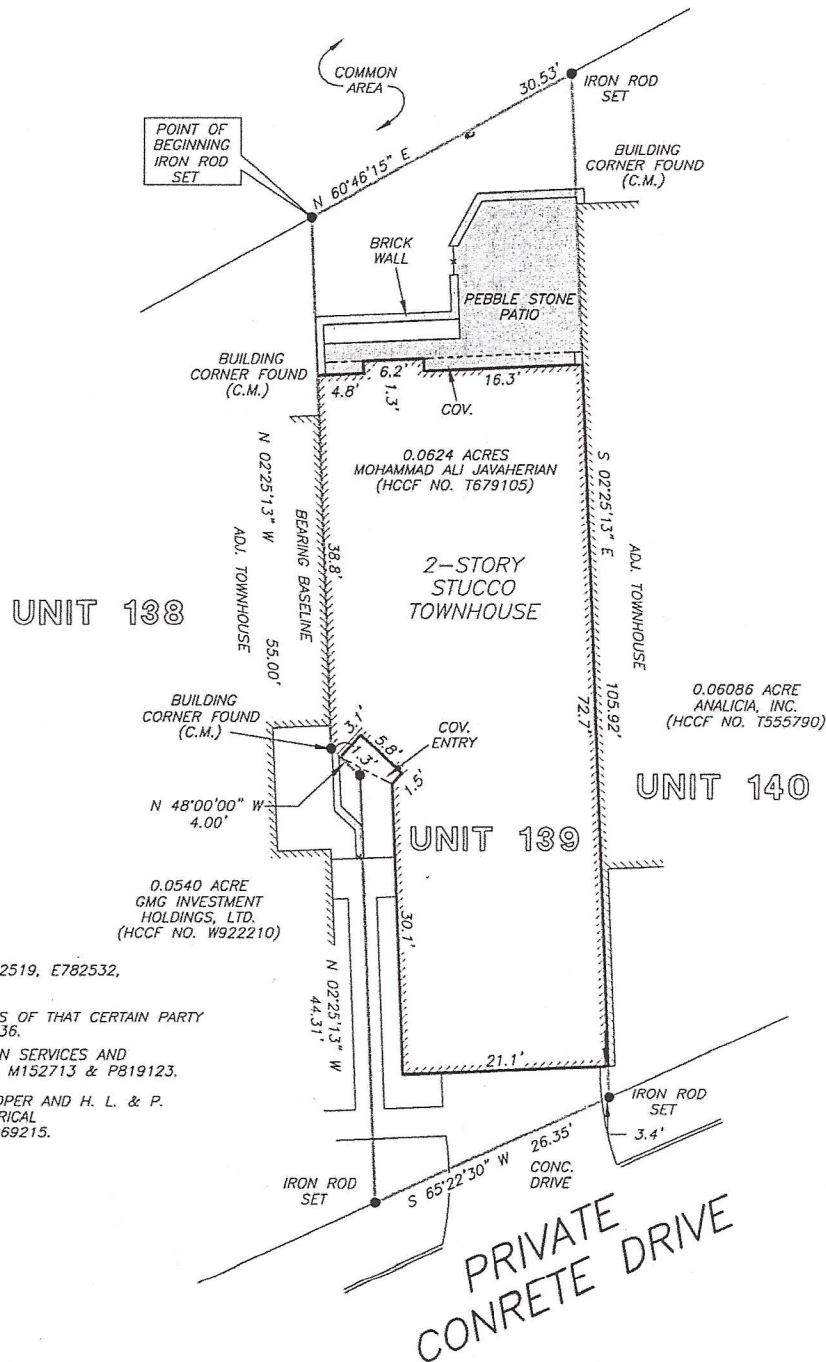 COMMON
AREA
30.53'
IRON ROD
SET
POINT OF
BEGINNING
IRON ROD
SET
N 60°46'15" E
BUILDING
CORNER FOUND
(C.M.)
BRICK
WALL
PEBBLE STONE
PATIO
BUILDING
CORNER FOUND
(C.M.)
4.8'
6.2'
1.3'
16.3'
COV.
0.0624 ACRES
MOHAMMAD ALI JAVAHERIAN
(HCCF NO. T679105)
N 02°25'13" W 55.00'
ADJ. TOWNHOUSE
BEARING BASELINE
38.8'
S 02°25'13" E 105.92'
ADJ. TOWNHOUSE
72.7'
2-STORY
STUCCO
TOWNHOUSE
UNIT 138
0.06086 ACRE
ANALICIA, INC.
(HCCF NO. T555790)
BUILDING
CORNER FOUND
(C.M.)
3.1'
5.8'
1.3'
1.5'
COV.
ENTRY
N 48°00'00" W
4.00'
UNIT 140
UNIT 139
0.0540 ACRE
GMG INVESTMENT
HOLDINGS, LTD.
(HCCF NO. W922210)
30.1'
N 02°25'13" W
44.31'
2519, E782532,
S OF THAT CERTAIN PARTY
36.
N SERVICES AND
M152713 & P819123.
OPER AND H. L. & P.
RICAL
69215.
21.1'
IRON ROD
SET
3.4'
IRON ROD
SET
S 65°22'30" W 26.35'
CONC.
DRIVE
PRIVATE
CONRETE DRIVE